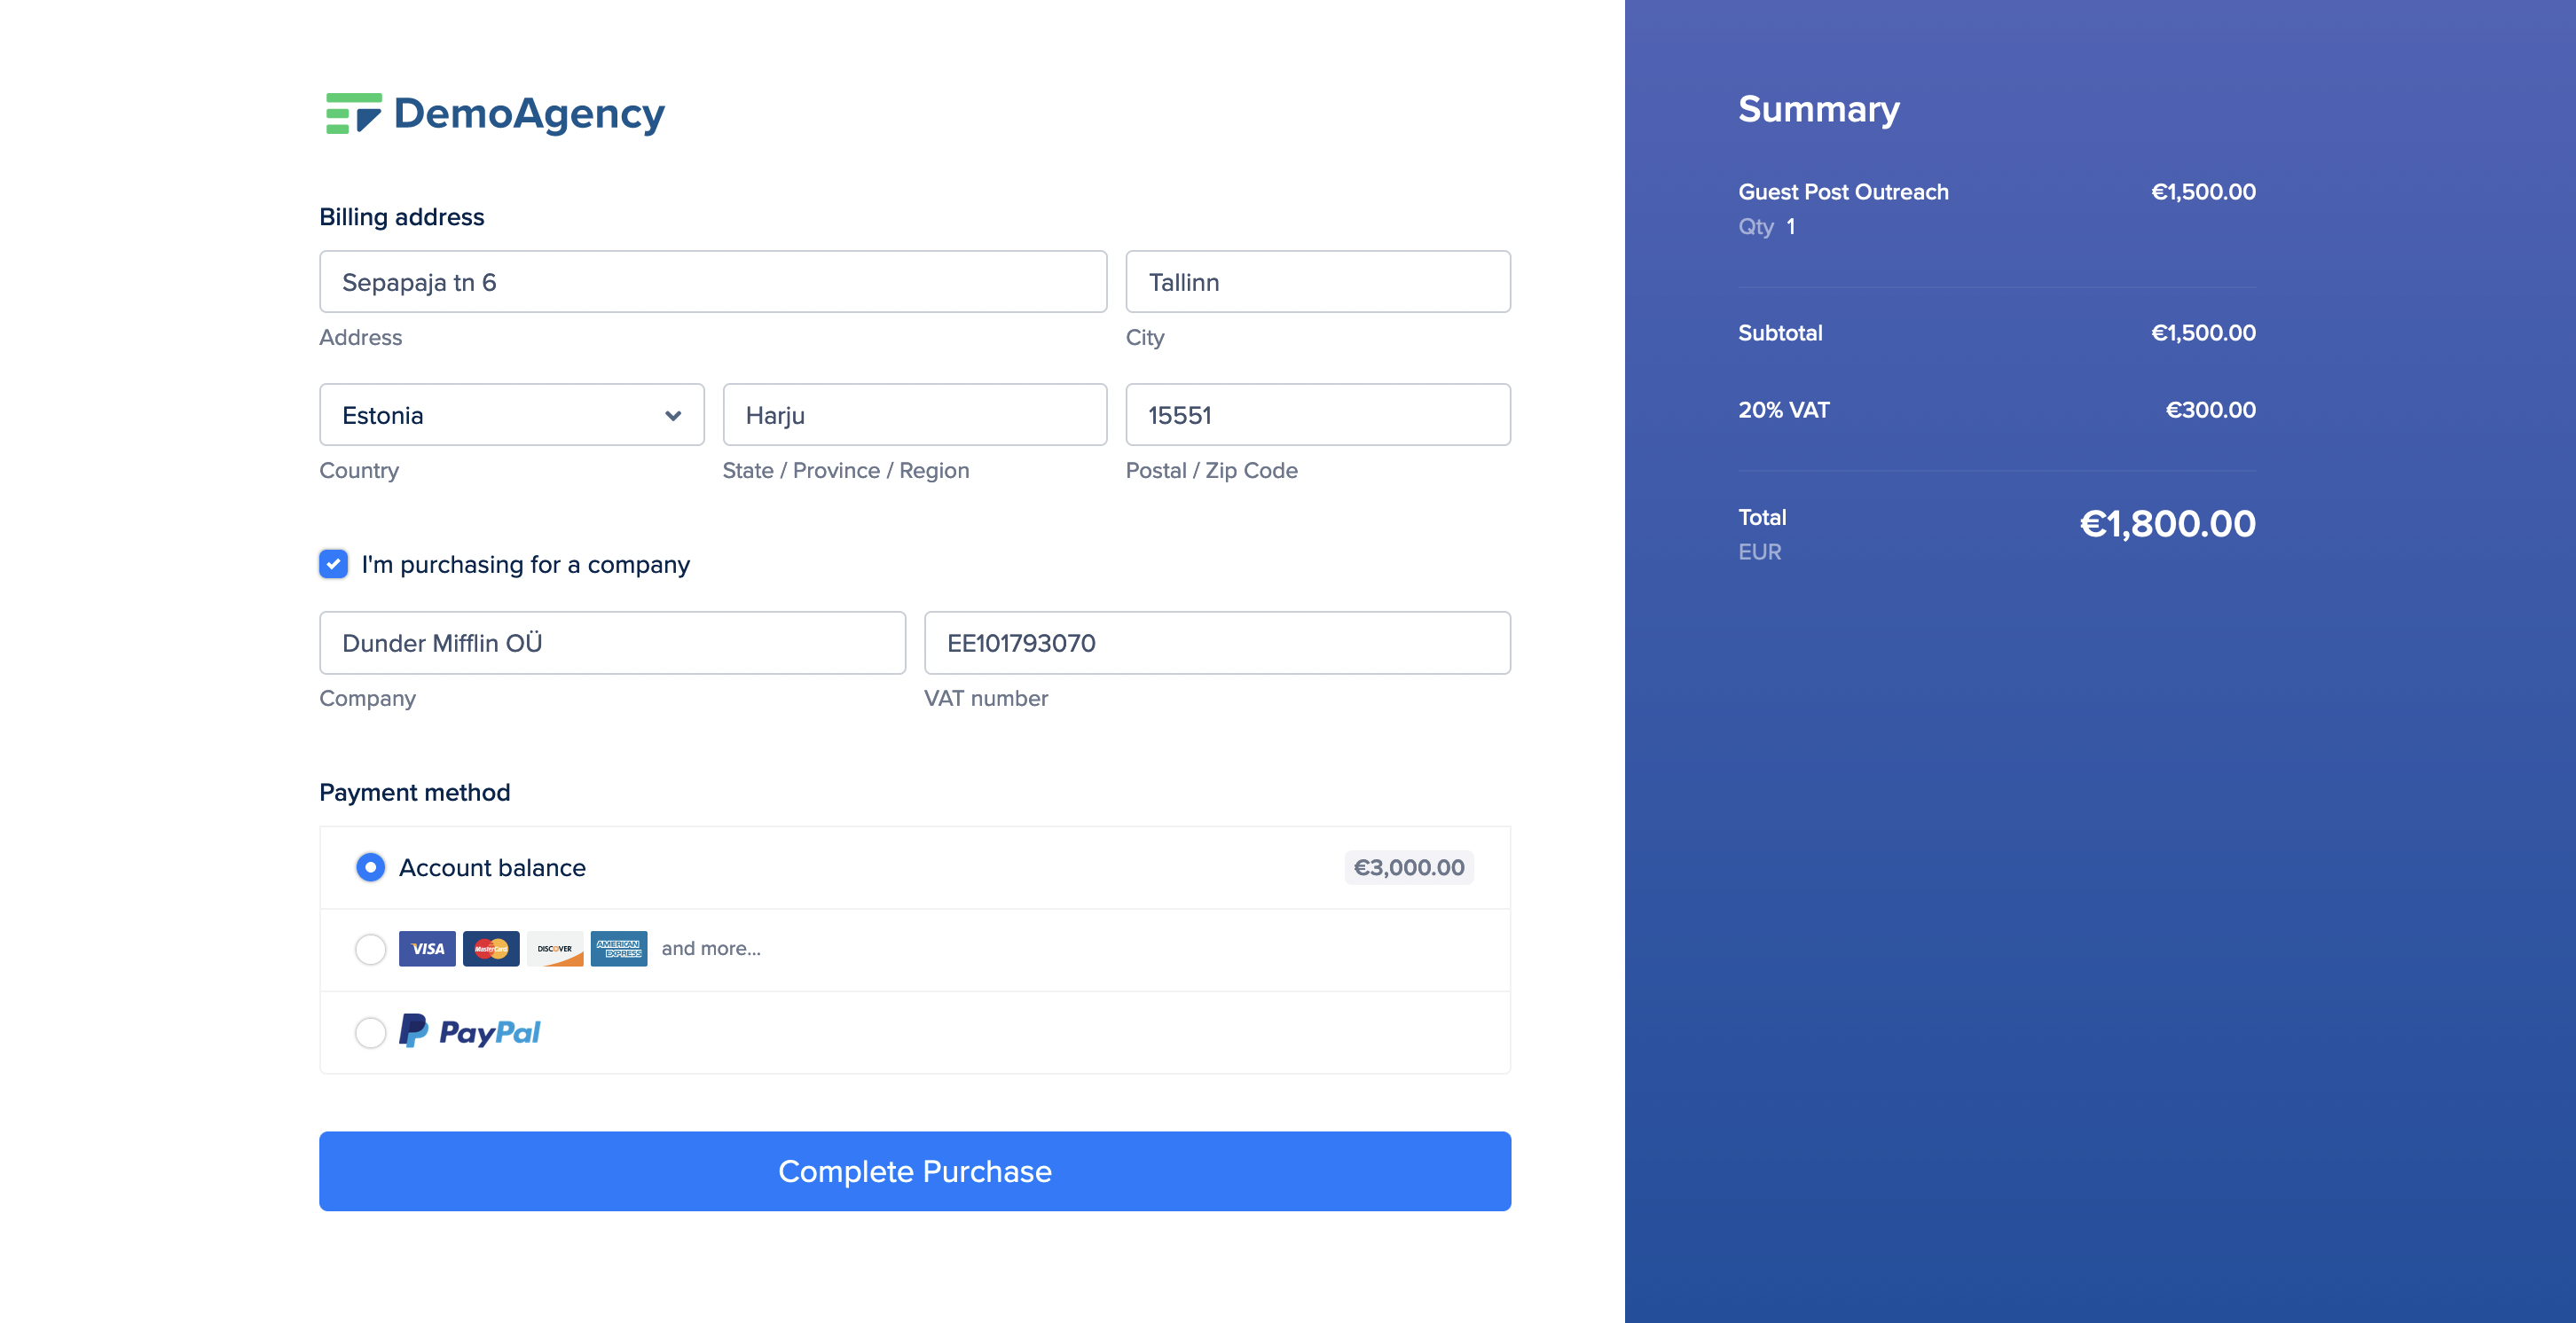 DemoAgency
Billing address
Sepapaja tn 6
Tallinn
Address
City
Estonia
Harju
15551
Country
State / Province / Region
Postal / Zip Code
I'm purchasing for a company
Dunder Mifflin OÜ
EE101793070
Company
VAT number
Payment method
Account balance
€3,000.00
VISA
MasterCard
DISCOVER
AMERICAN
EXPRESS
and more...
PayPal
Complete Purchase
Summary
Guest Post Outreach
€1,500.00
Qty 1
Subtotal
€1,500.00
20% VAT
€300.00
Total
€1,800.00
EUR